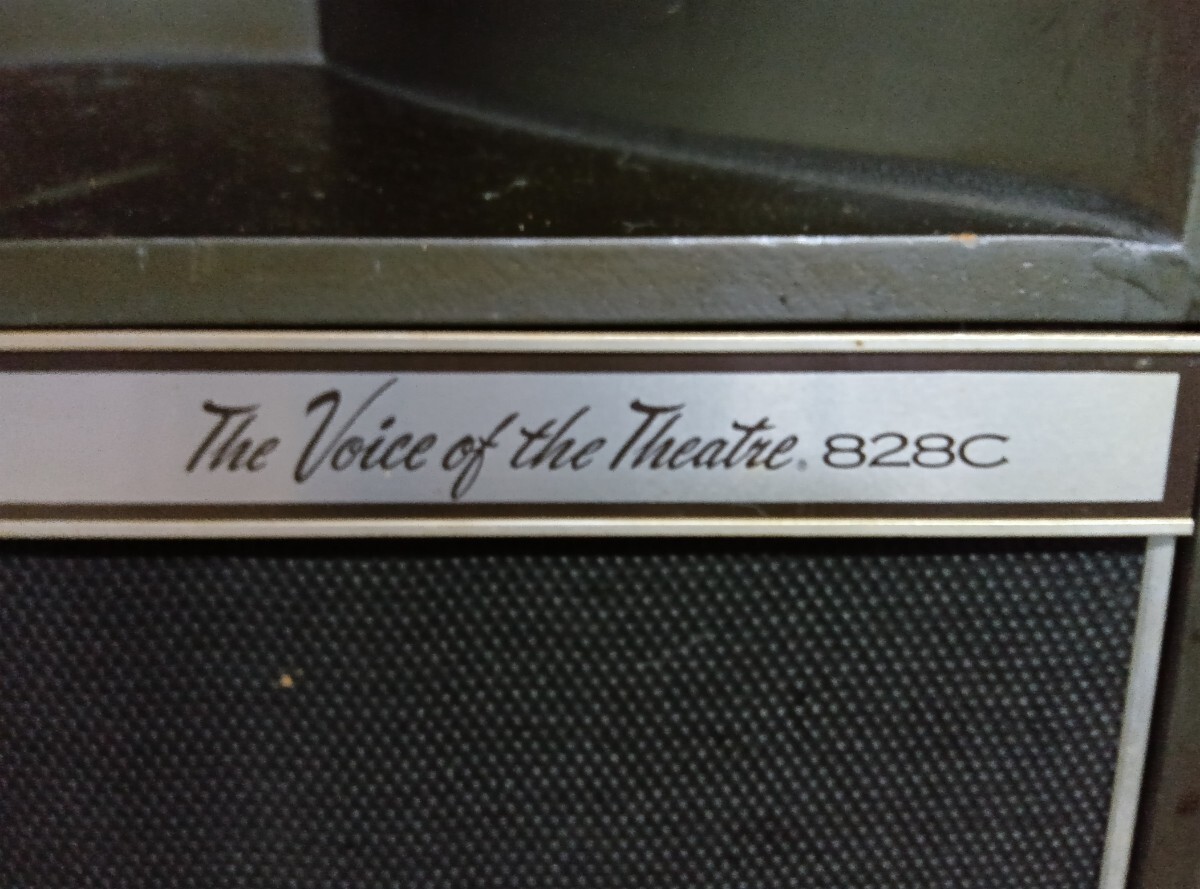 The Voice of the Theatre® 828C